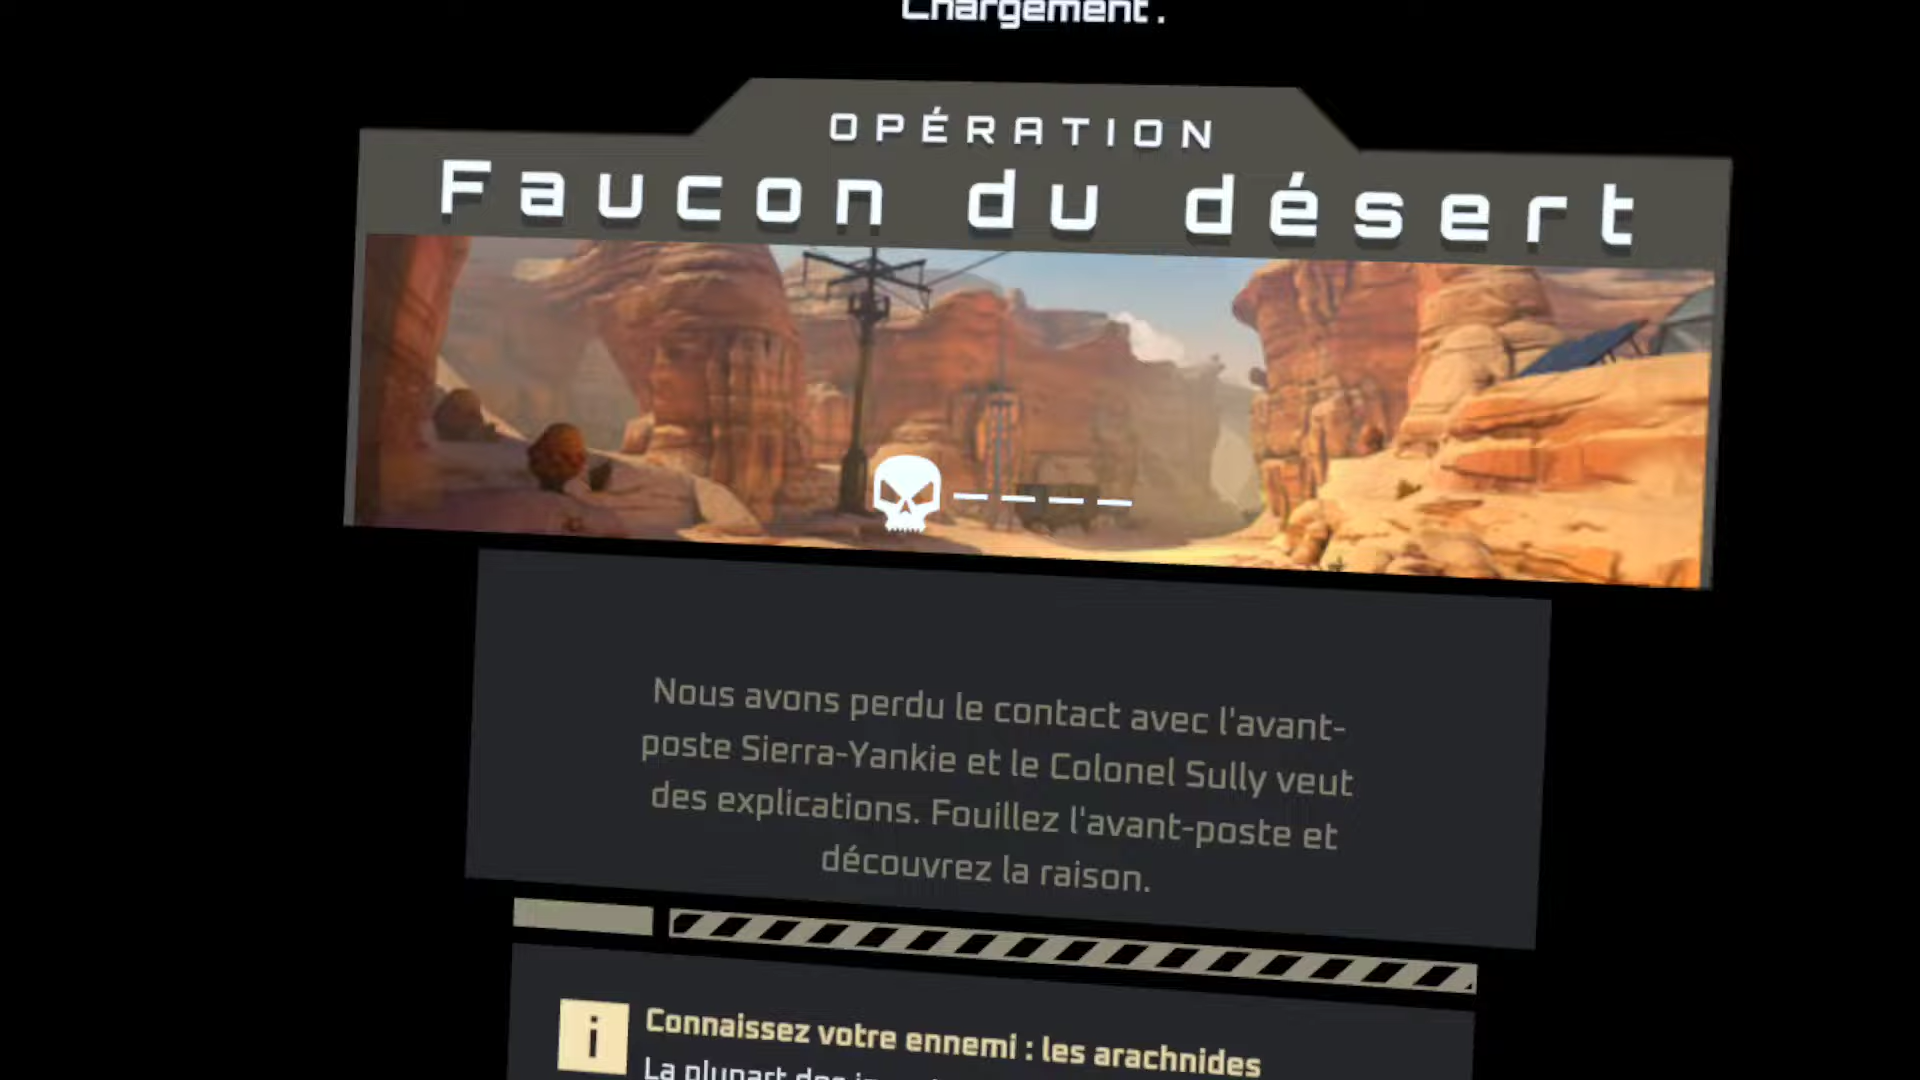 Chargement .
OPÉRATION
Faucon du désert
Nous avons perdu le contact avec l'avant-
poste Sierra-Yankie et le Colonel Sully veut
des explications. Fouillez l'avant-poste et
découvrez la raison.
i
Connaissez votre ennemi : les arachnides
La plupart des